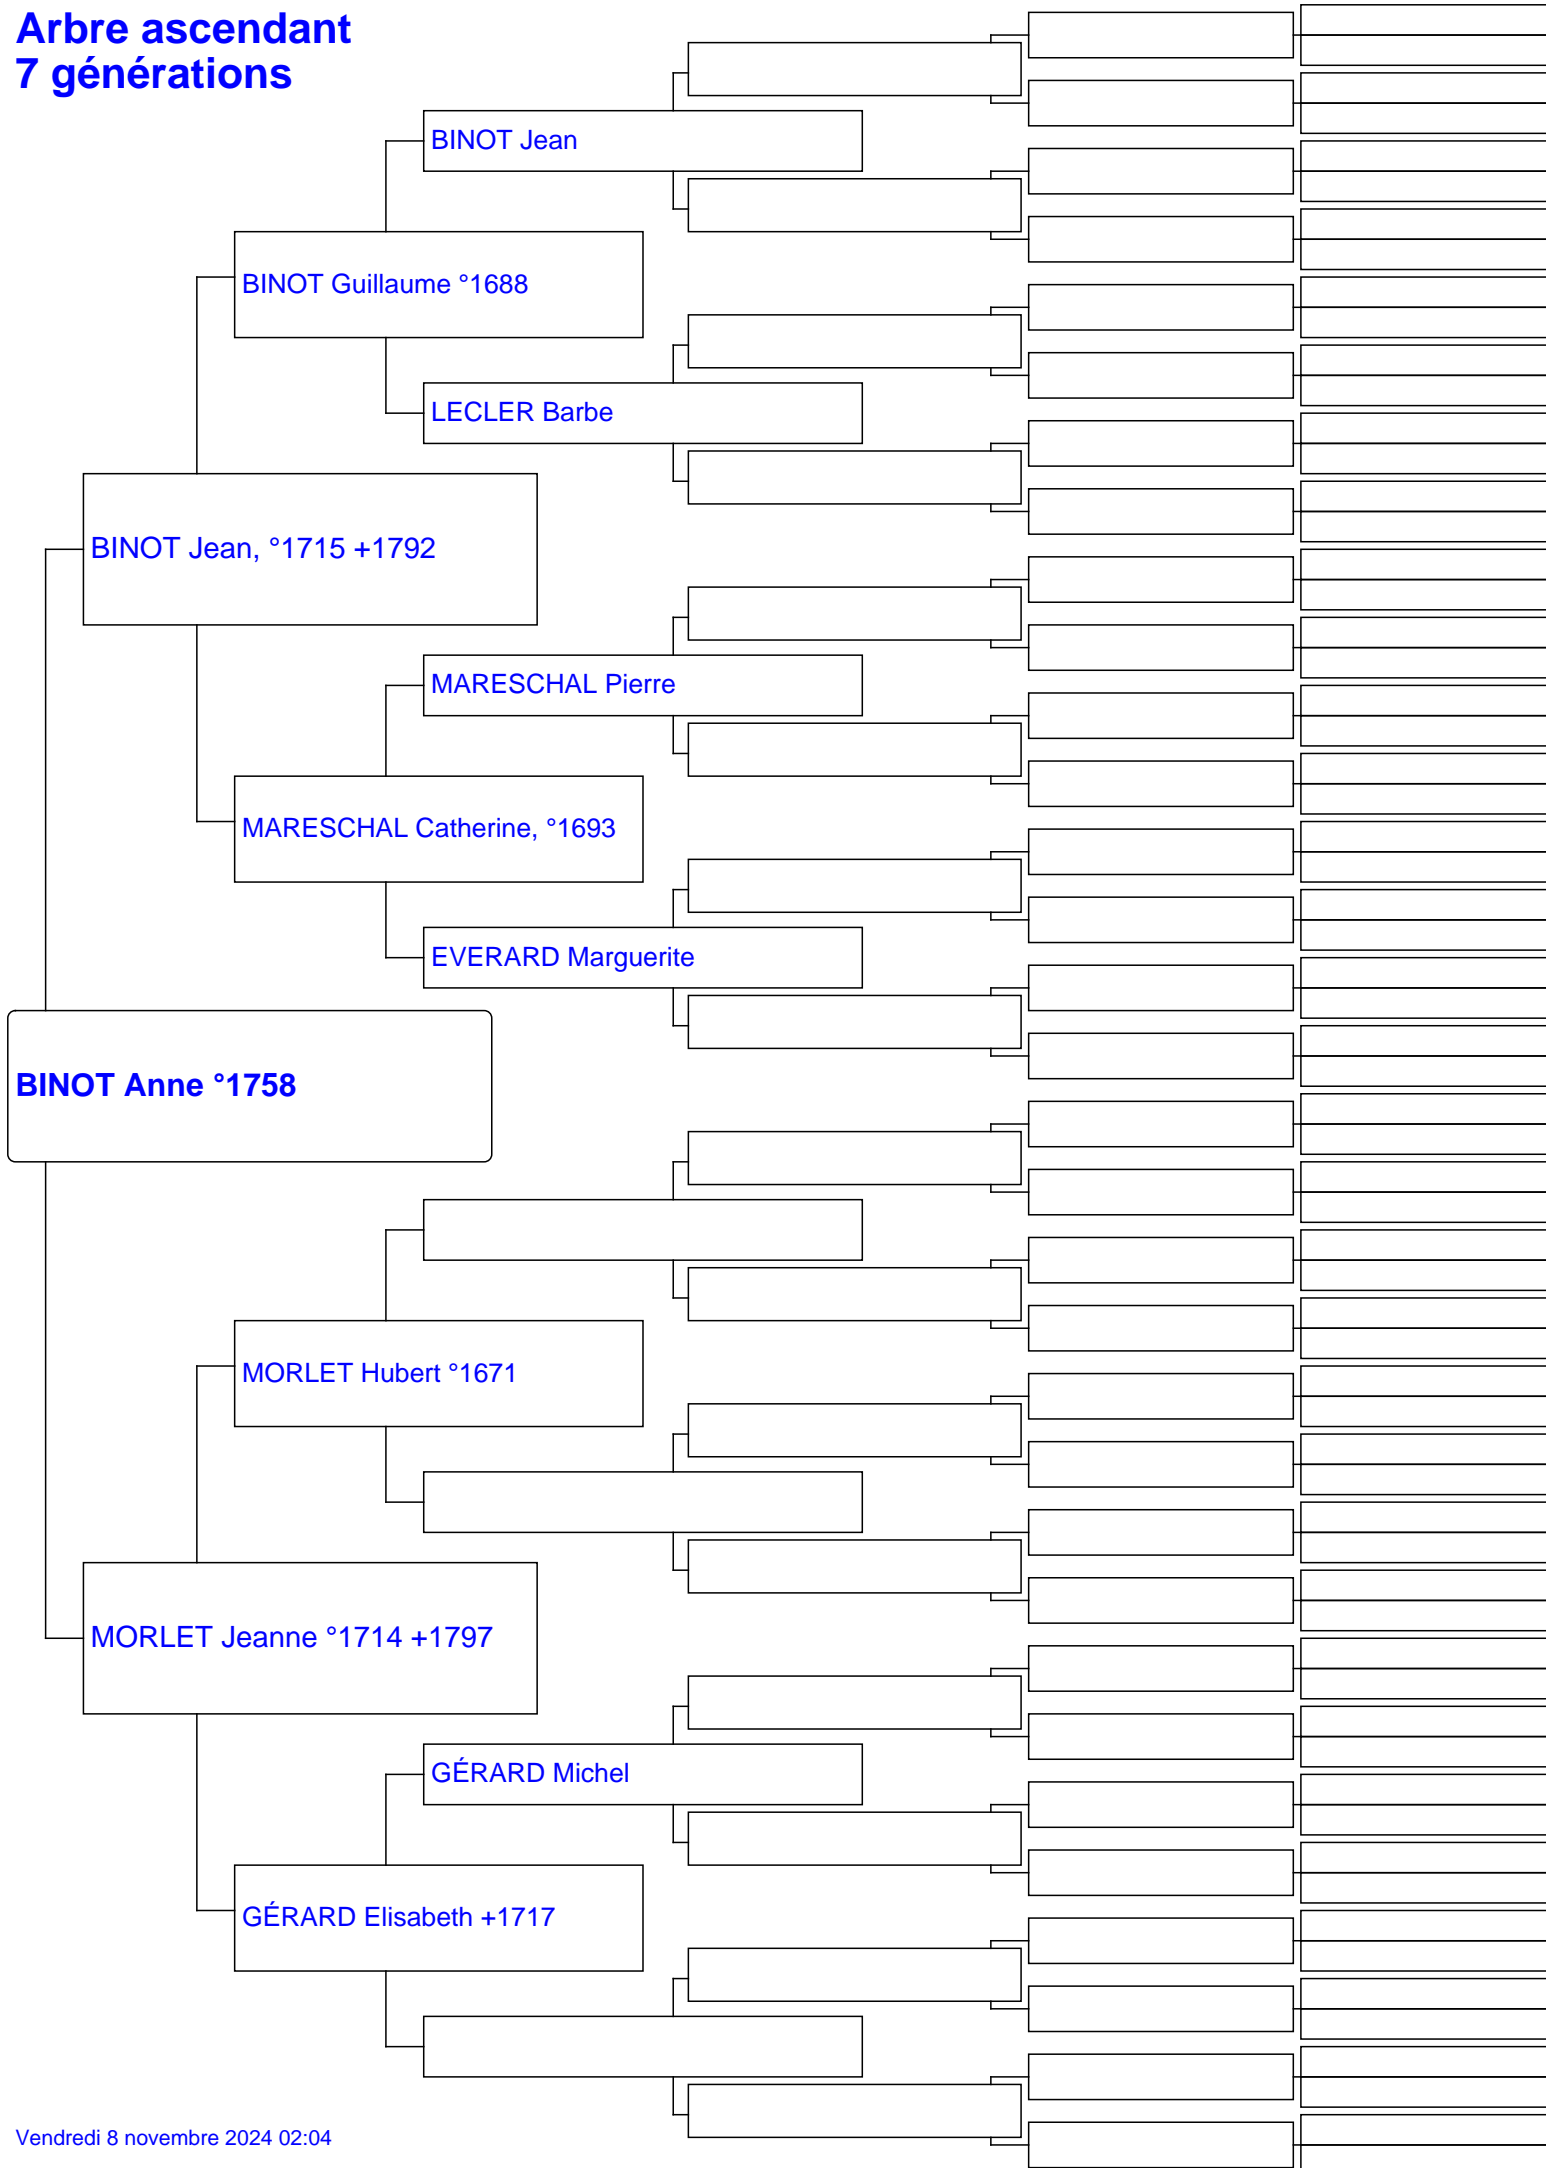 Arbre ascendant
7 générations
BINOT Jean
BINOT Guillaume °1688
LECLER Barbe
BINOT Jean, °1715 +1792
MARESCHAL Pierre
MARESCHAL Catherine, °1693
EVERARD Marguerite
BINOT Anne °1758
MORLET Hubert °1671
MORLET Jeanne °1714 +1797
GÉRARD Michel
GÉRARD Elisabeth +1717
Vendredi 8 novembre 2024 02:04